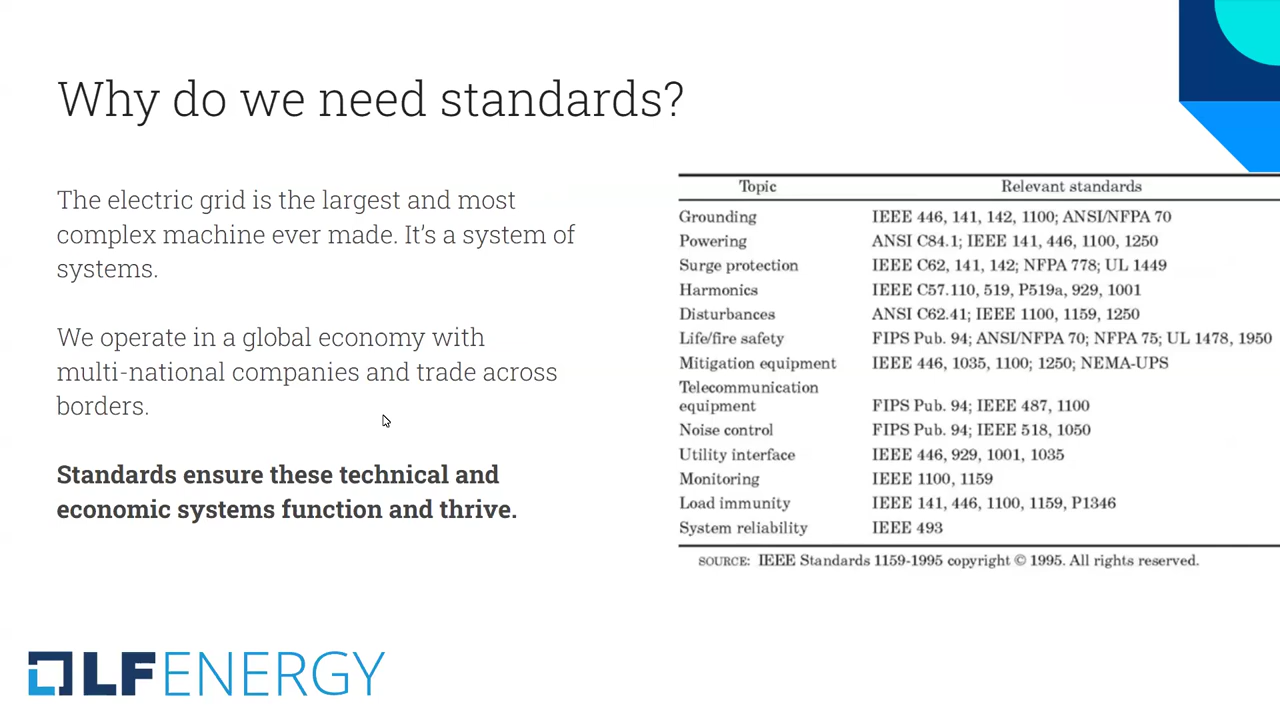 Why do we need standards?
The electric grid is the largest and most
complex machine ever made. It’s a system of
systems.
We operate in a global economy with
multi-national companies and trade across
borders.
Standards ensure these technical and
economic systems function and thrive.
Topic Relevant standards
Grounding IEEE 446, 141, 142, 1100; ANSI/NFPA 70
Powering ANSI C84.1; IEEE 141, 446, 1100, 1250
Surge protection IEEE C62, 141, 142; NFPA 778; UL 1449
Harmonics IEEE C57.110, 519, P519a, 929, 1001
Disturbances ANSI C62.41; IEEE 1100, 1159, 1250
Life/fire safety FIPS Pub. 94; ANSI/NFPA 70; NFPA 75; UL 1478, 1950
Mitigation equipment IEEE 446, 1035, 1100; 1250; NEMA-UPS
Telecommunication
equipment FIPS Pub. 94; IEEE 487, 1100
Noise control FIPS Pub. 94; IEEE 518, 1050
Utility interface IEEE 446, 929, 1001, 1035
Monitoring IEEE 1100, 1159
Load immunity IEEE 141, 446, 1100, 1159, P1346
System reliability IEEE 493
SOURCE: IEEE Standards 1159-1995 copyright © 1995. All rights reserved.
LFENERGY